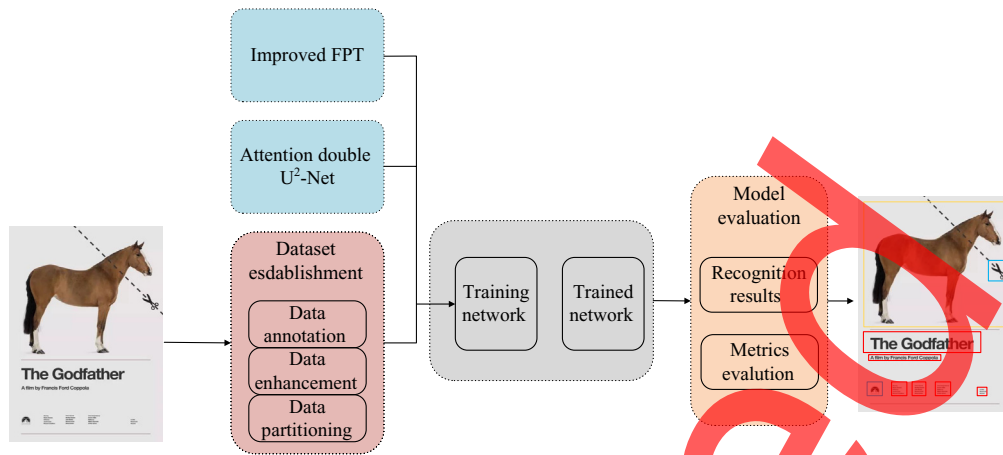 Improved FPT
Attention double
U²-Net
Dataset
esdablishment
Data
annotation
Data
enhancement
Data
partitioning
Training
network
Trained
network
Model
evaluation
Recognition
results
Metrics
evalution
The Godfather
A film by Francis Ford Coppola
The Godfather
A film by Francis Ford Coppola